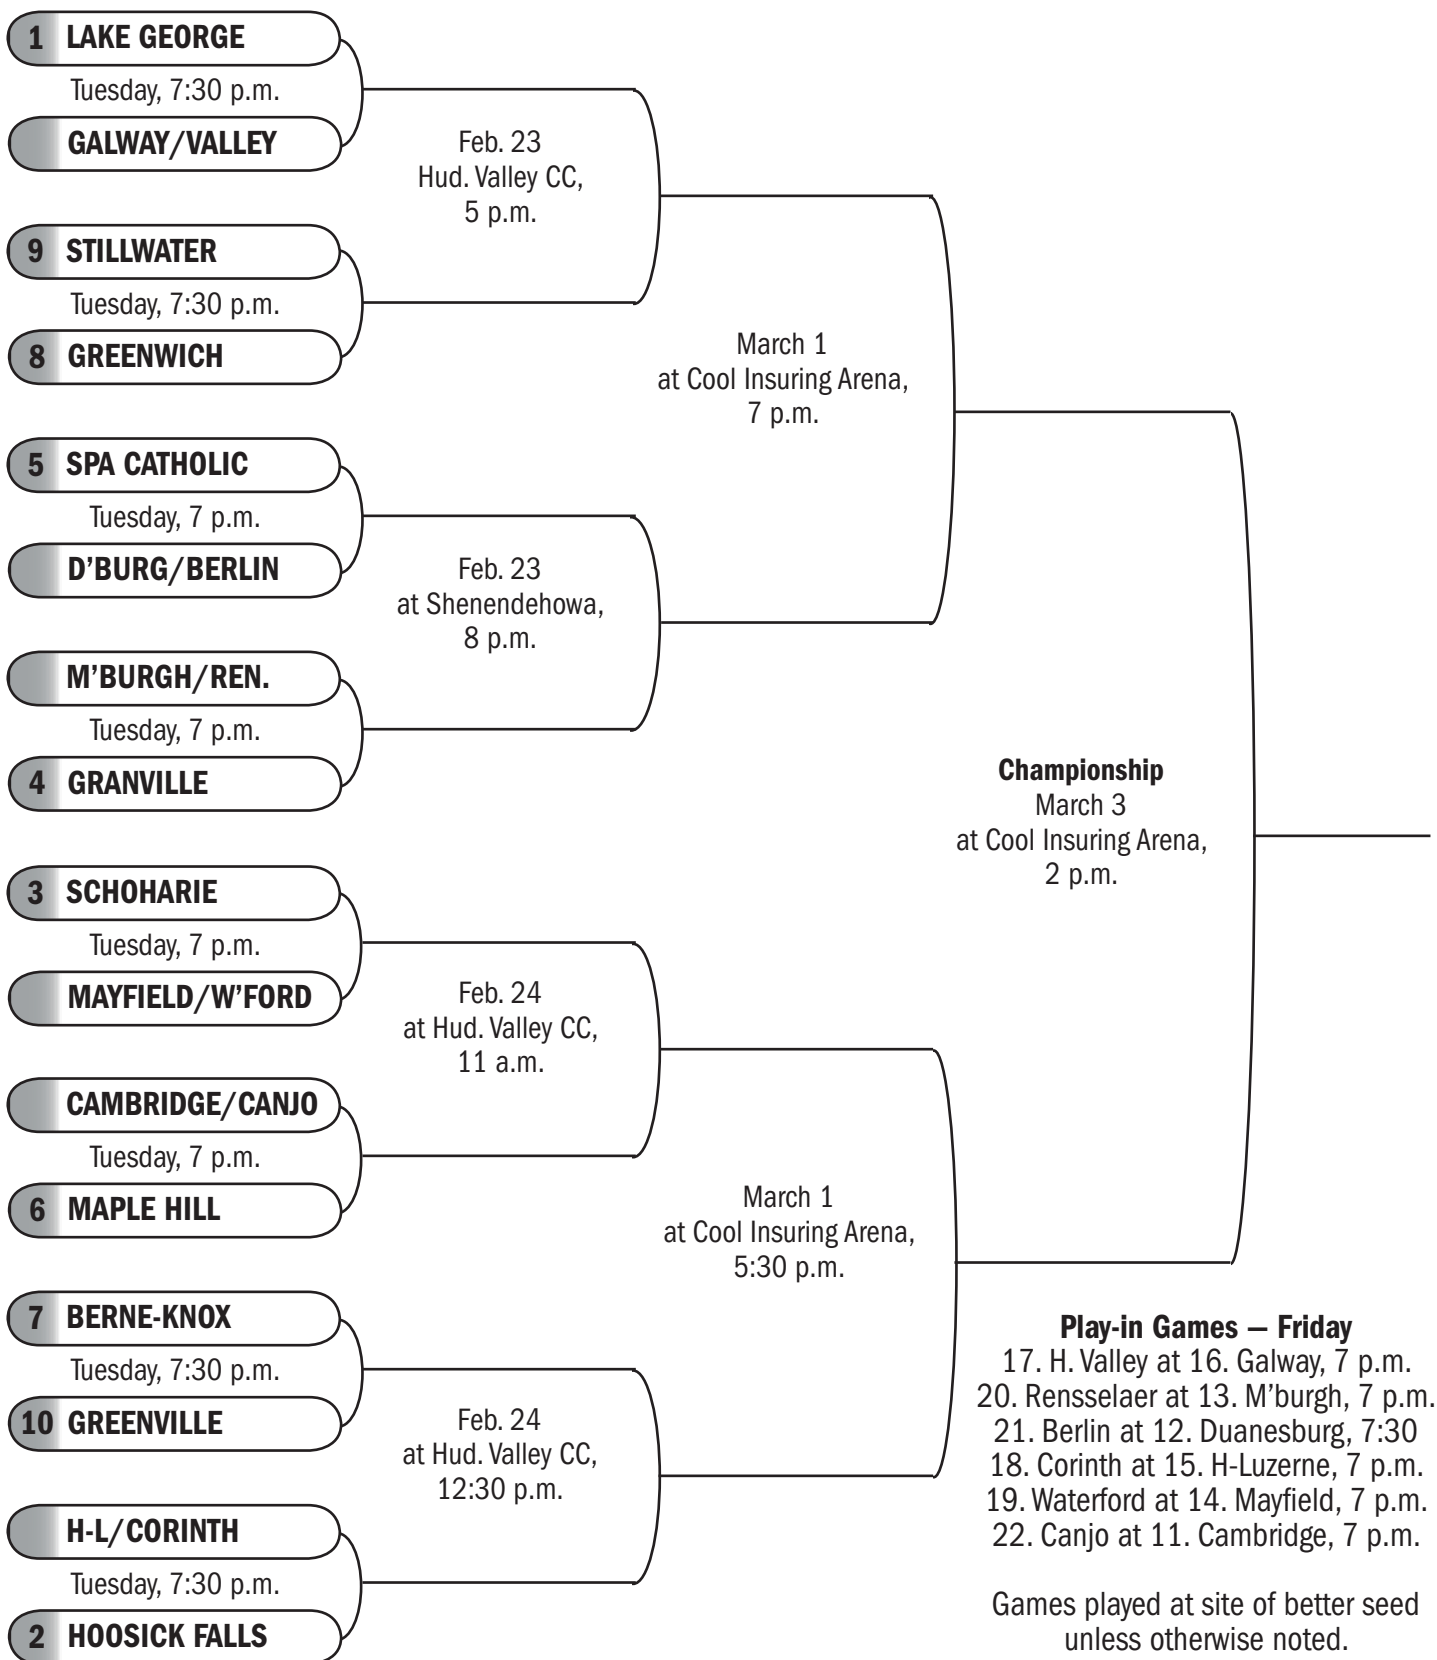 1 LAKE GEORGE
Tuesday, 7:30 p.m.
GALWAY/VALLEY
9 STILLWATER
Tuesday, 7:30 p.m.
8 GREENWICH
5 SPA CATHOLIC
Tuesday, 7 p.m.
D’BURG/BERLIN
M’BURGH/REN.
Tuesday, 7 p.m.
4 GRANVILLE
3 SCHOHARIE
Tuesday, 7 p.m.
MAYFIELD/W’FORD
CAMBRIDGE/CANJO
Tuesday, 7 p.m.
6 MAPLE HILL
7 BERNE-KNOX
Tuesday, 7:30 p.m.
10 GREENVILLE
H-L/CORINTH
Tuesday, 7:30 p.m.
2 HOOSICK FALLS
Feb. 23
Hud. Valley CC,
5 p.m.
Feb. 23
at Shenendehowa,
8 p.m.
Feb. 24
at Hud. Valley CC,
11 a.m.
Feb. 24
at Hud. Valley CC,
12:30 p.m.
March 1
at Cool Insuring Arena,
7 p.m.
March 1
at Cool Insuring Arena,
5:30 p.m.
Championship
March 3
at Cool Insuring Arena,
2 p.m.
Play-in Games — Friday
17. H. Valley at 16. Galway, 7 p.m.
20. Rensselaer at 13. M’burgh, 7 p.m.
21. Berlin at 12. Duanesburg, 7:30
18. Corinth at 15. H-Luzerne, 7 p.m.
19. Waterford at 14. Mayfield, 7 p.m.
22. Canjo at 11. Cambridge, 7 p.m.
Games played at site of better seed
unless otherwise noted.